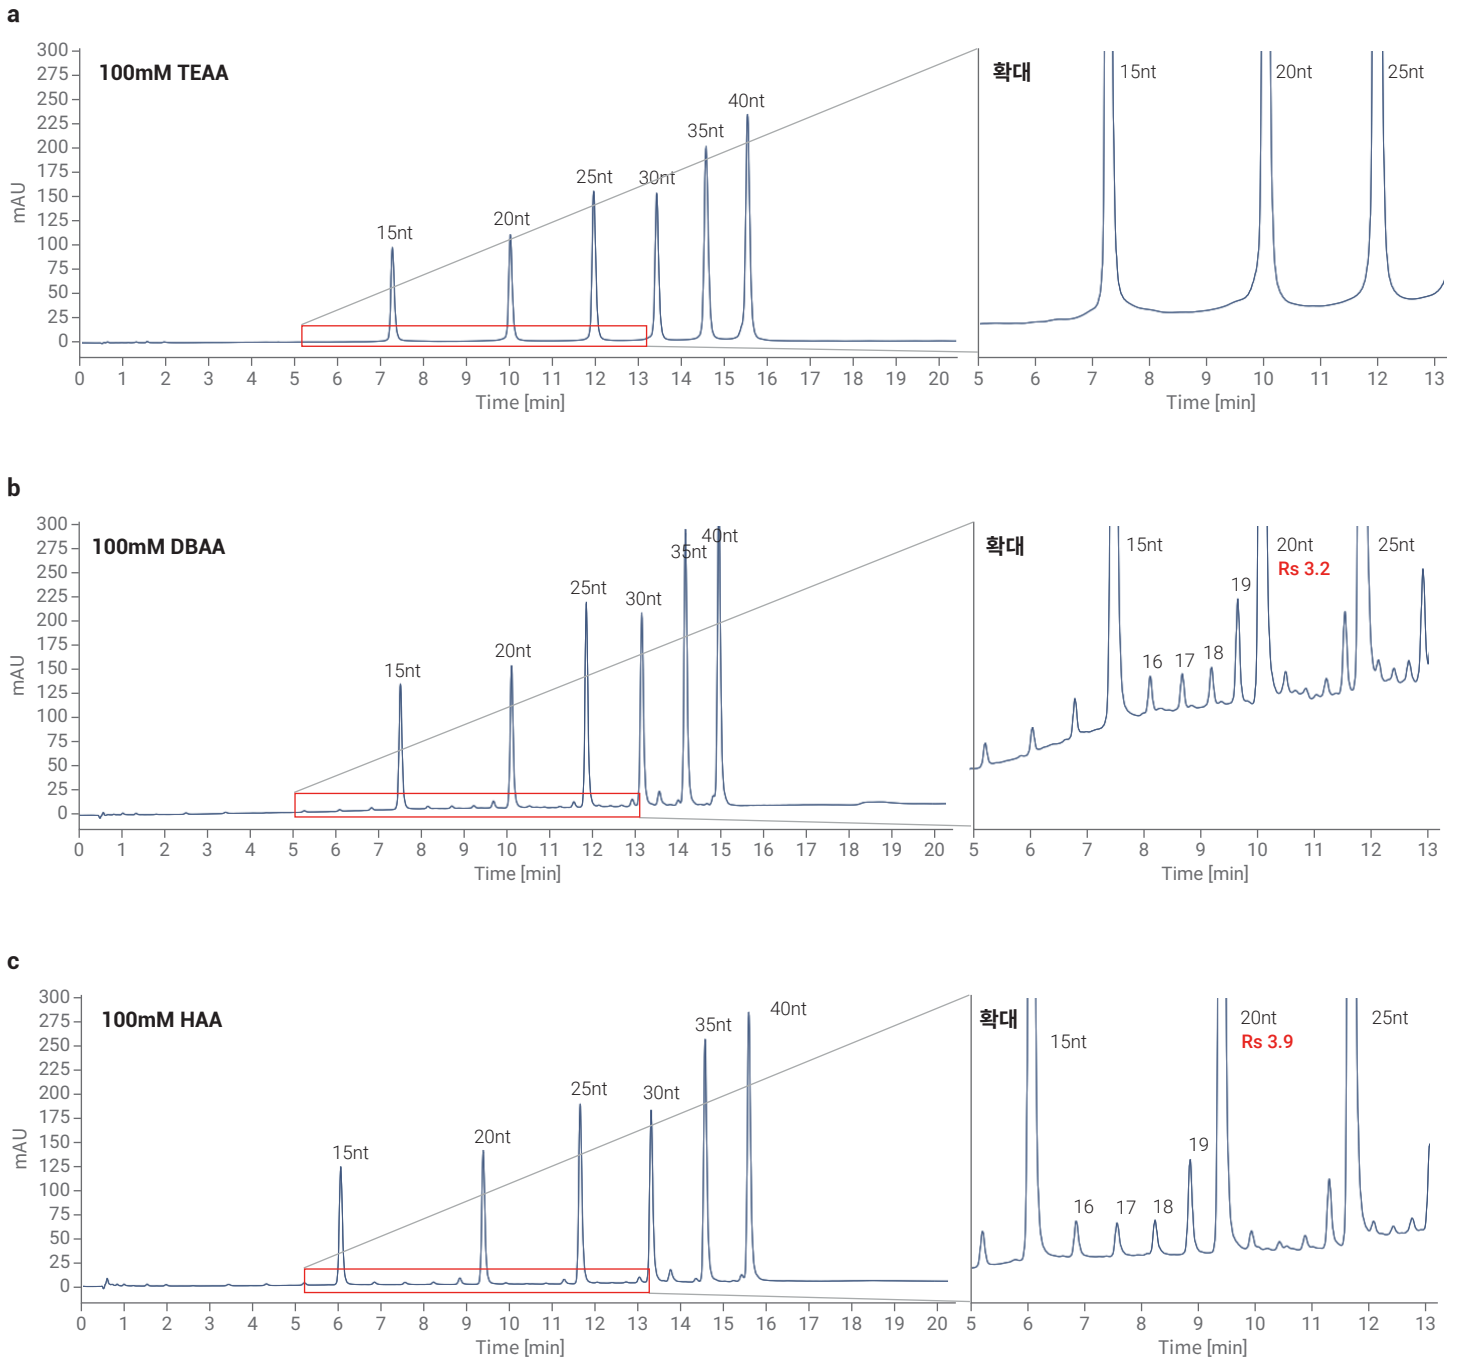 a
100mM TEAA
확대
300
275
250
225
200
175
150
125
100
75
50
25
0
mAU
15nt
20nt
25nt
30nt
35nt
40nt
15nt
20nt
25nt
0 1 2 3 4 5 6 7 8 9 10 11 12 13 14 15 16 17 18 19 20
Time [min]
5 6 7 8 9 10 11 12 13
Time [min]
b
100mM DBAA
확대
300
275
250
225
200
175
150
125
100
75
50
25
0
mAU
15nt
20nt
25nt
30nt
35nt
40nt
15nt
16
17
18
19
20nt
Rs 3.2
25nt
0 1 2 3 4 5 6 7 8 9 10 11 12 13 14 15 16 17 18 19 20
Time [min]
5 6 7 8 9 10 11 12 13
Time [min]
c
100mM HAA
확대
300
275
250
225
200
175
150
125
100
75
50
25
0
mAU
15nt
20nt
25nt
30nt
35nt
40nt
15nt
16
17
18
19
20nt
Rs 3.9
25nt
0 1 2 3 4 5 6 7 8 9 10 11 12 13 14 15 16 17 18 19 20
Time [min]
5 6 7 8 9 10 11 12 13
Time [min]